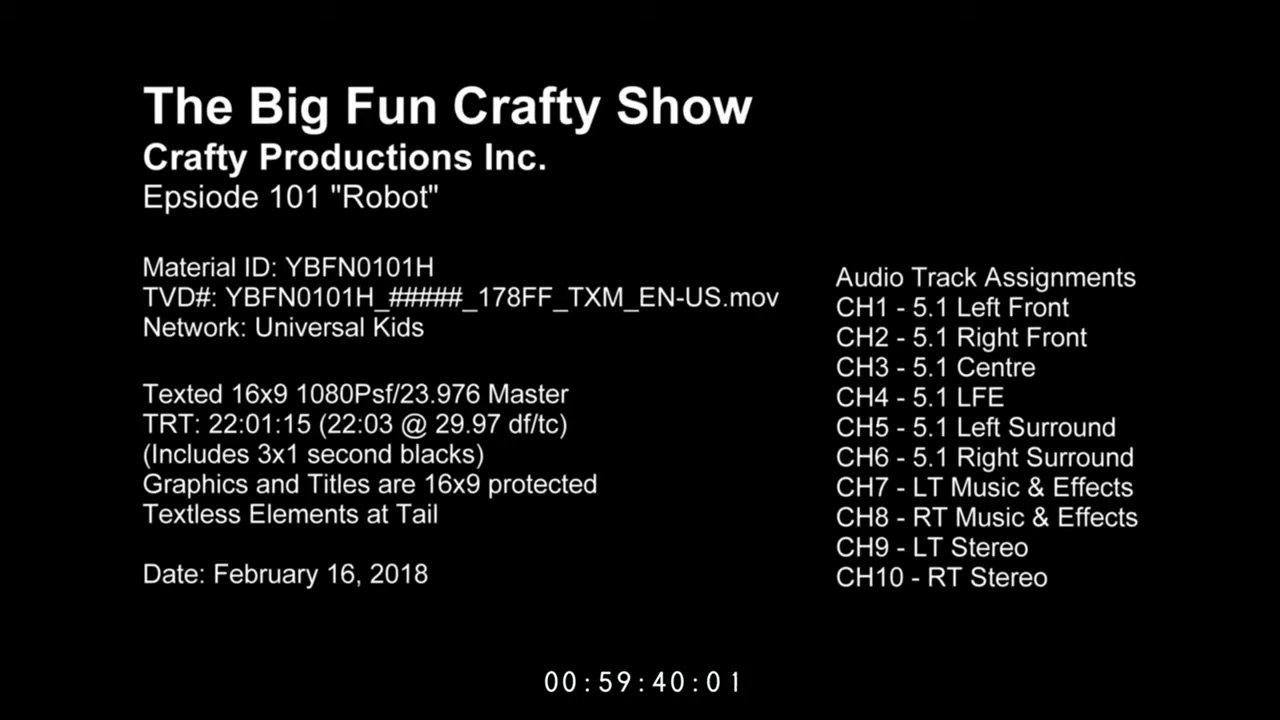 The Big Fun Crafty Show
Crafty Productions Inc.
Epsiode 101 "Robot"
Material ID: YBFN0101H
TVD#: YBFN0101H_#####_178FF_TXM_EN-US.mov
Network: Universal Kids
Texted 16x9 1080Psf/23.976 Master
TRT: 22:01:15 (22:03 @ 29.97 df/tc)
(Includes 3x1 second blacks)
Graphics and Titles are 16x9 protected
Textless Elements at Tail
Date: February 16, 2018
Audio Track Assignments
CH1 - 5.1 Left Front
CH2 - 5.1 Right Front
CH3 - 5.1 Centre
CH4 - 5.1 LFE
CH5 - 5.1 Left Surround
CH6 - 5.1 Right Surround
CH7 - LT Music & Effects
CH8 - RT Music & Effects
CH9 - LT Stereo
CH10 - RT Stereo
00:59:40:01